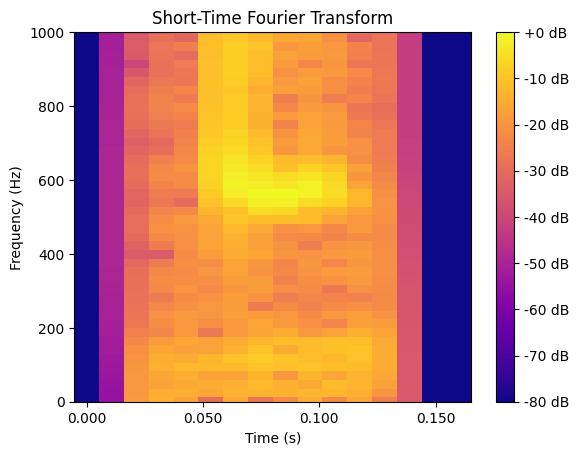 Short-Time Fourier Transform
1000
800
600
400
200
0
Frequency (Hz)
0.000
0.050
0.100
0.150
Time (s)
+0 dB
-10 dB
-20 dB
-30 dB
-40 dB
-50 dB
-60 dB
-70 dB
-80 dB